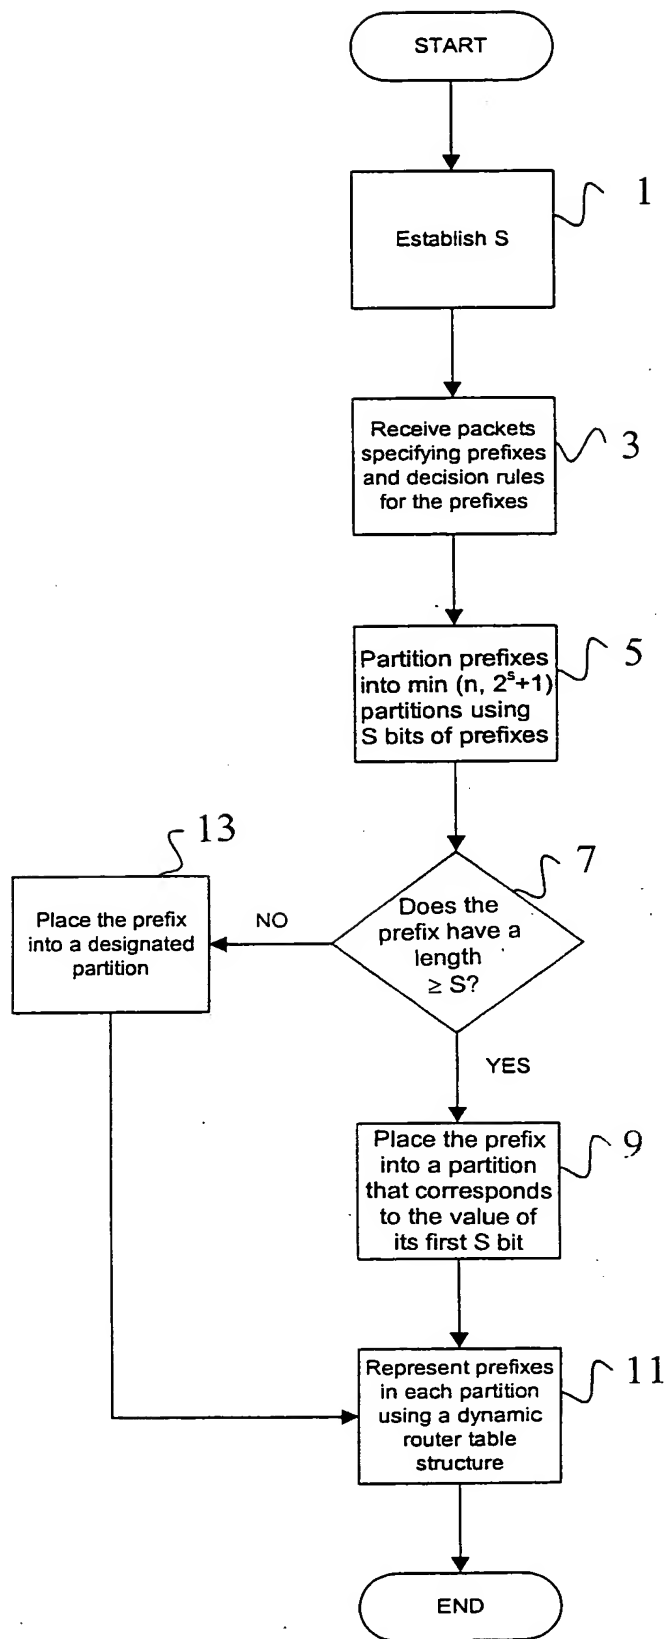 START
Establish S
1
Receive packets
specifying prefixes
and decision rules
for the prefixes
3
Partition prefixes
into min (n, 2^s+1)
partitions using
S bits of prefixes
5
Does the
prefix have a
length
≥ S?
7
NO
Place the prefix
into a designated
partition
13
YES
Place the prefix
into a partition
that corresponds
to the value of
its first S bit
9
Represent prefixes
in each partition
using a dynamic
router table
structure
11
END